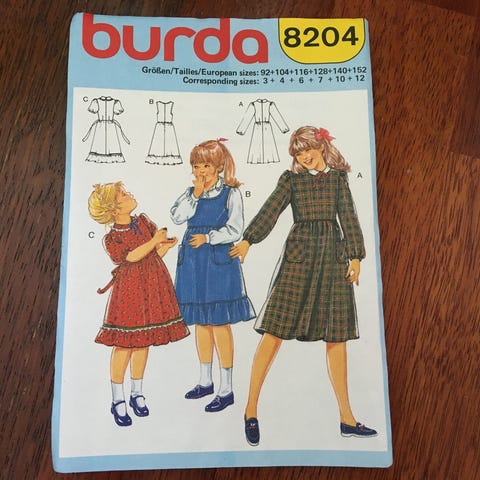 burda
8204
Größen/Tailles/European sizes: 92+104+116+128+140+152
Corresponding sizes: 3 + 4 + 6 + 7 + 10 + 12
C
B
A
A
B
C